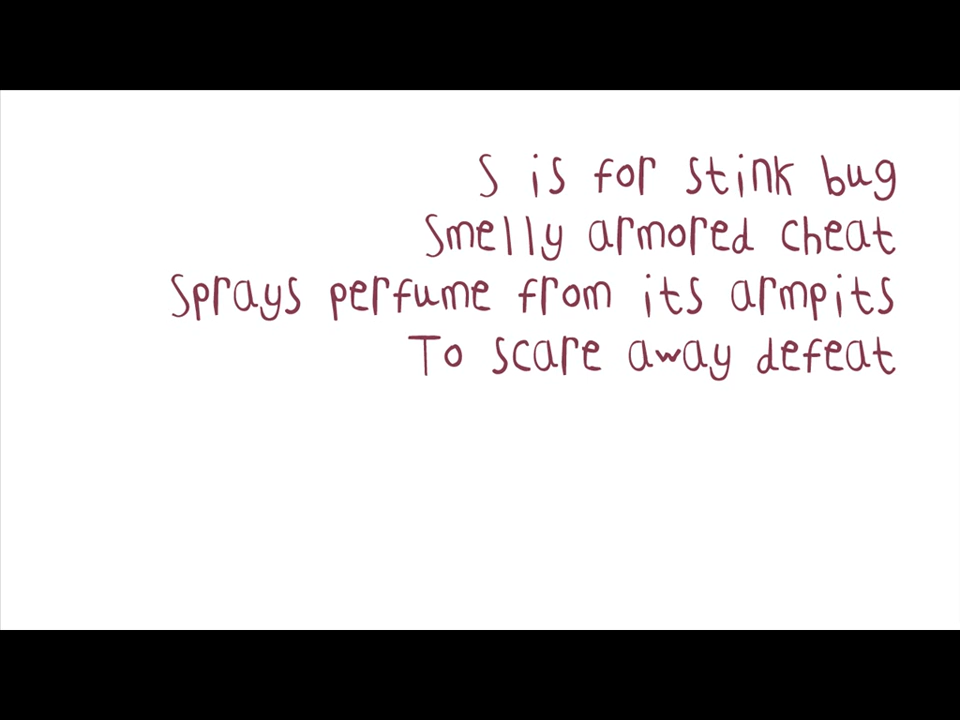 S is for stink bug
Smelly armored cheat
Sprays perfume from its armpits
To scare away defeat